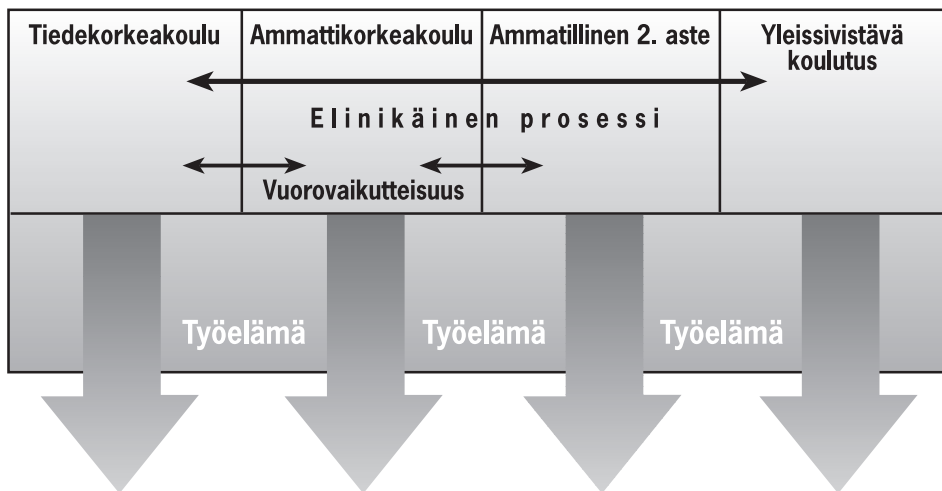 Tiedekorkeakoulu
Ammattikorkeakoulu
Ammatillinen 2. aste
Yleissivistävä
koulutus
Elinikäinen prosessi
Vuorovaikutteisuus
Työelämä
Työelämä
Työelämä